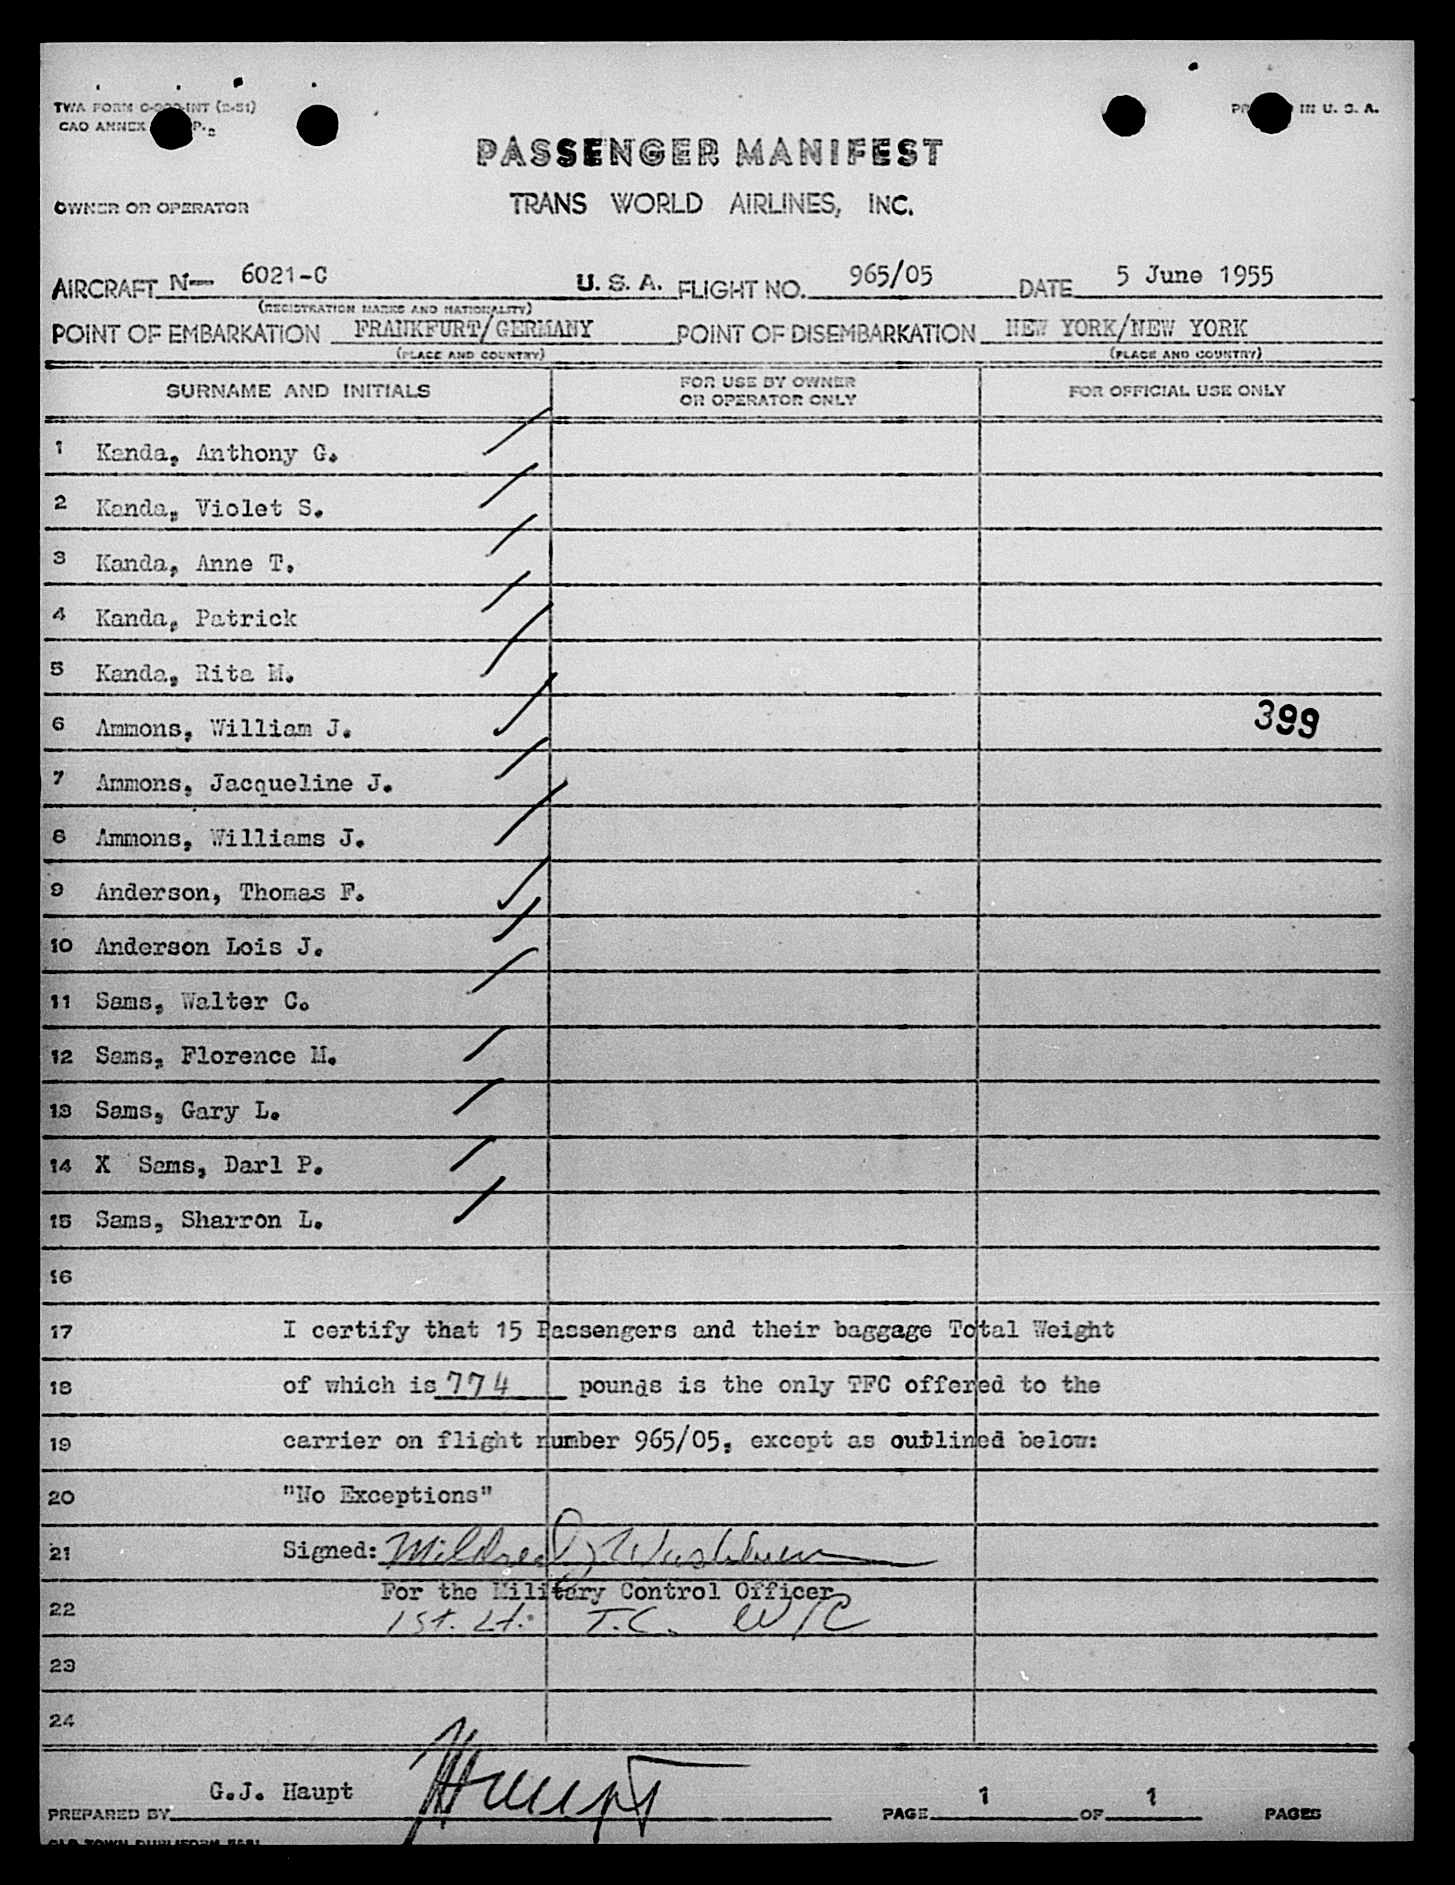 TWA FORM INT (2-51)
PRINTED IN U. S. A.
CAO ANNEX
PASSENGER MANIFEST
OWNER OR OPERATOR
TRANS WORLD AIRLINES, INC.
AIRCRAFT N— 6021-C U. S. A. FLIGHT NO. 965/05 DATE 5 June 1955
(REGISTRATION MARKS AND NATIONALITY)
POINT OF EMBARKATION FRANKFURT/GERMANY POINT OF DISEMBARKATION NEW YORK/NEW YORK
(PLACE AND COUNTRY) (PLACE AND COUNTRY)
SURNAME AND INITIALS FOR USE BY OWNER OR OPERATOR ONLY FOR OFFICIAL USE ONLY
1 Kanda, Anthony G.
2 Kanda, Violet S.
3 Kanda, Anne T.
4 Kanda, Patrick
5 Kanda, Rita M.
6 Ammons, William J. 399
7 Ammons, Jacqueline J.
8 Ammons, Williams J.
9 Anderson, Thomas F.
10 Anderson Lois J.
11 Sams, Walter C.
12 Sams, Florence M.
13 Sams, Gary L.
14 X Sams, Darl P.
15 Sams, Sharron L.
16
17 I certify that 15 Passengers and their baggage Total Weight
18 of which is 774 pounds is the only TFC offered to the
19 carrier on flight number 965/05, except as outlined below:
20 "No Exceptions"
21 Signed: Mildred J Washburn
For the Military Control Officer
22 1st. Lt. T.C. WAC
23
24
PREPARED BY G.J. Haupt Haupt PAGE 1 OF 1 PAGES